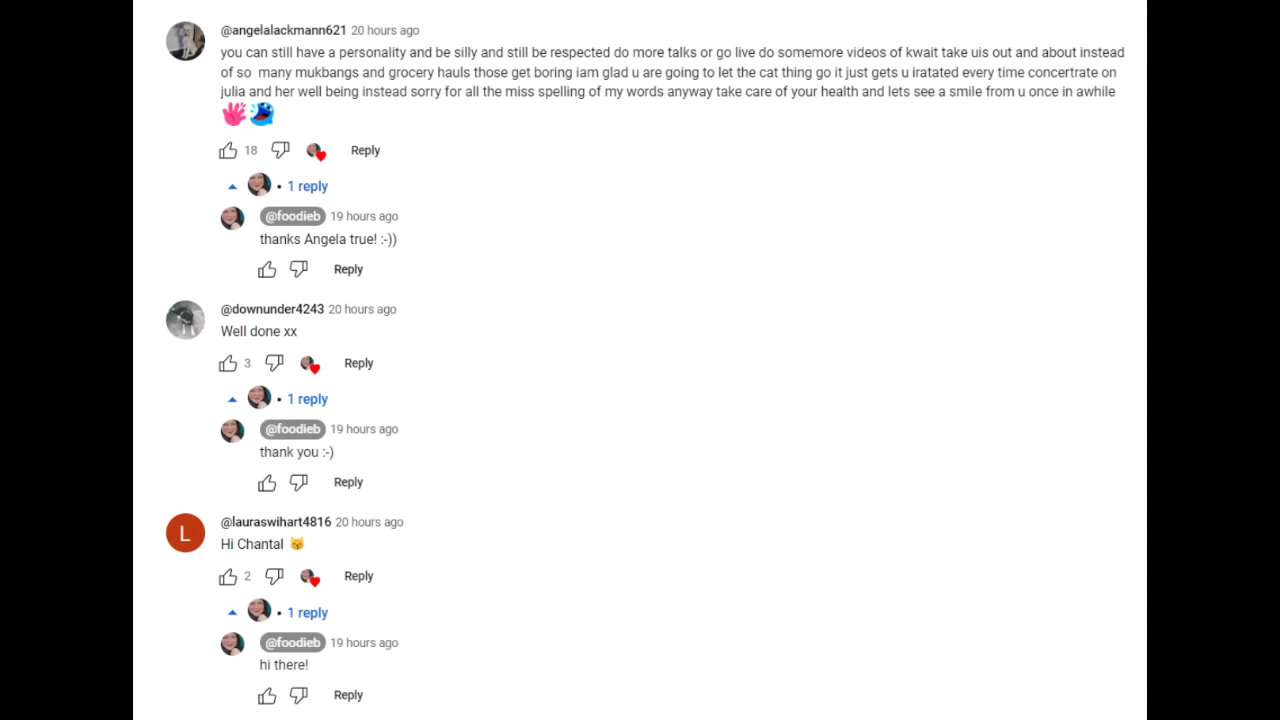 @angelalackmann621 20 hours ago
you can still have a personality and be silly and still be respected do more talks or go live do somemore videos of kwait take uis out and about instead
of so many mukbangs and grocery hauls those get boring iam glad u are going to let the cat thing go it just gets u iratated every time concertrate on
julia and her well being instead sorry for all the miss spelling of my words anyway take care of your health and lets see a smile from u once in awhile
18 Reply
• 1 reply
@foodieb 19 hours ago
thanks Angela true! :-))
Reply
@downunder4243 20 hours ago
Well done xx
3 Reply
• 1 reply
@foodieb 19 hours ago
thank you :-)
Reply
L
@lauraswihart4816 20 hours ago
Hi Chantal 😽
2 Reply
• 1 reply
@foodieb 19 hours ago
hi there!
Reply